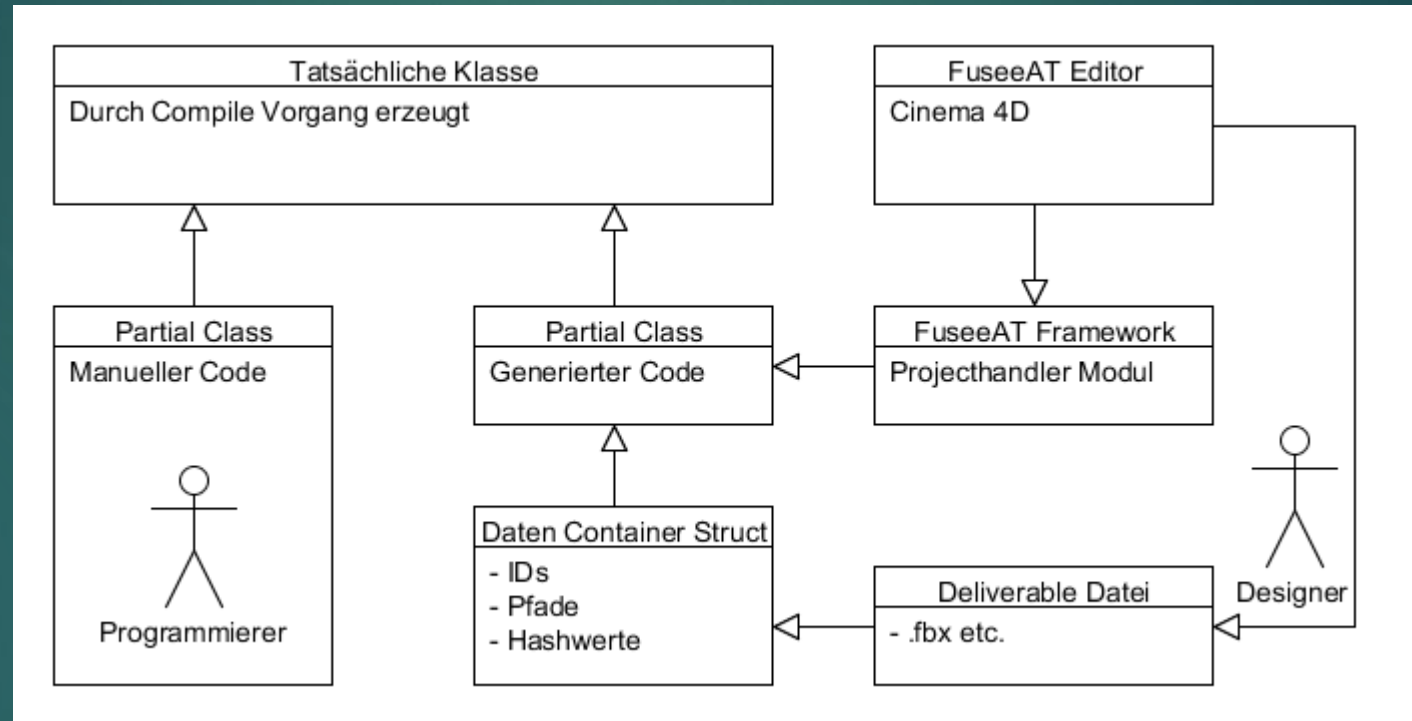 Tatsächliche Klasse
Durch Compile Vorgang erzeugt
FuseeAT Editor
Cinema 4D
Partial Class
Manueller Code
Programmierer
Partial Class
Generierter Code
FuseeAT Framework
Projecthandler Modul
Daten Container Struct
- IDs
- Pfade
- Hashwerte
Deliverable Datei
- .fbx etc.
Designer